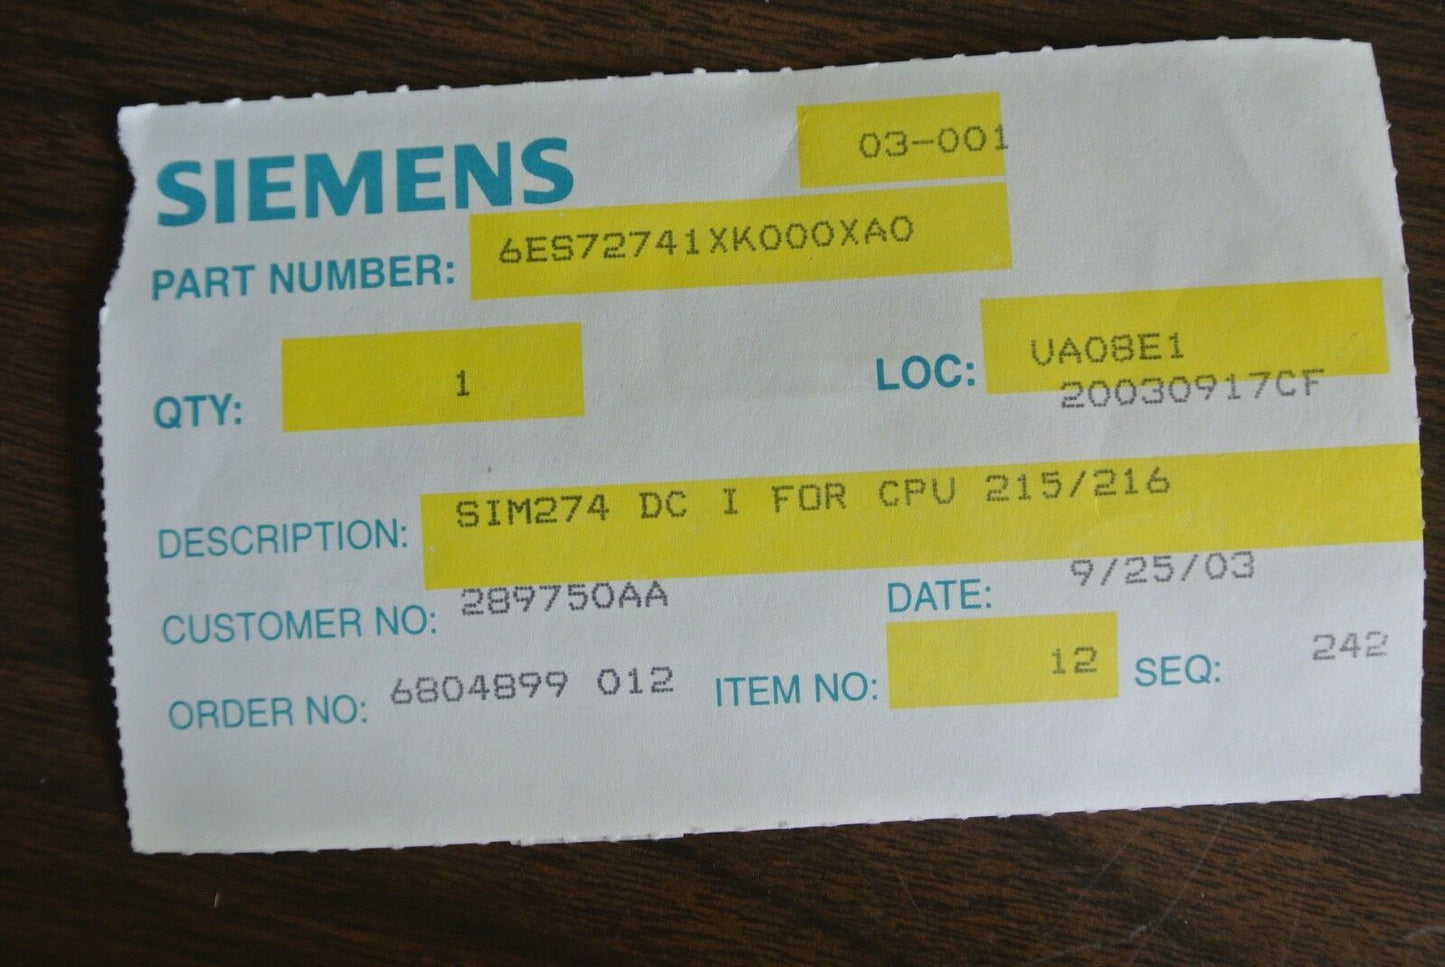 03-001
SIEMENS
PART NUMBER: 6ES72741XK000XA0
QTY: 1 LOC: UA08E1
20030917CF
DESCRIPTION: SIM274 DC I FOR CPU 215/216
CUSTOMER NO: 289750AA DATE: 9/25/03
ORDER NO: 6804899 012 ITEM NO: 12 SEQ: 242